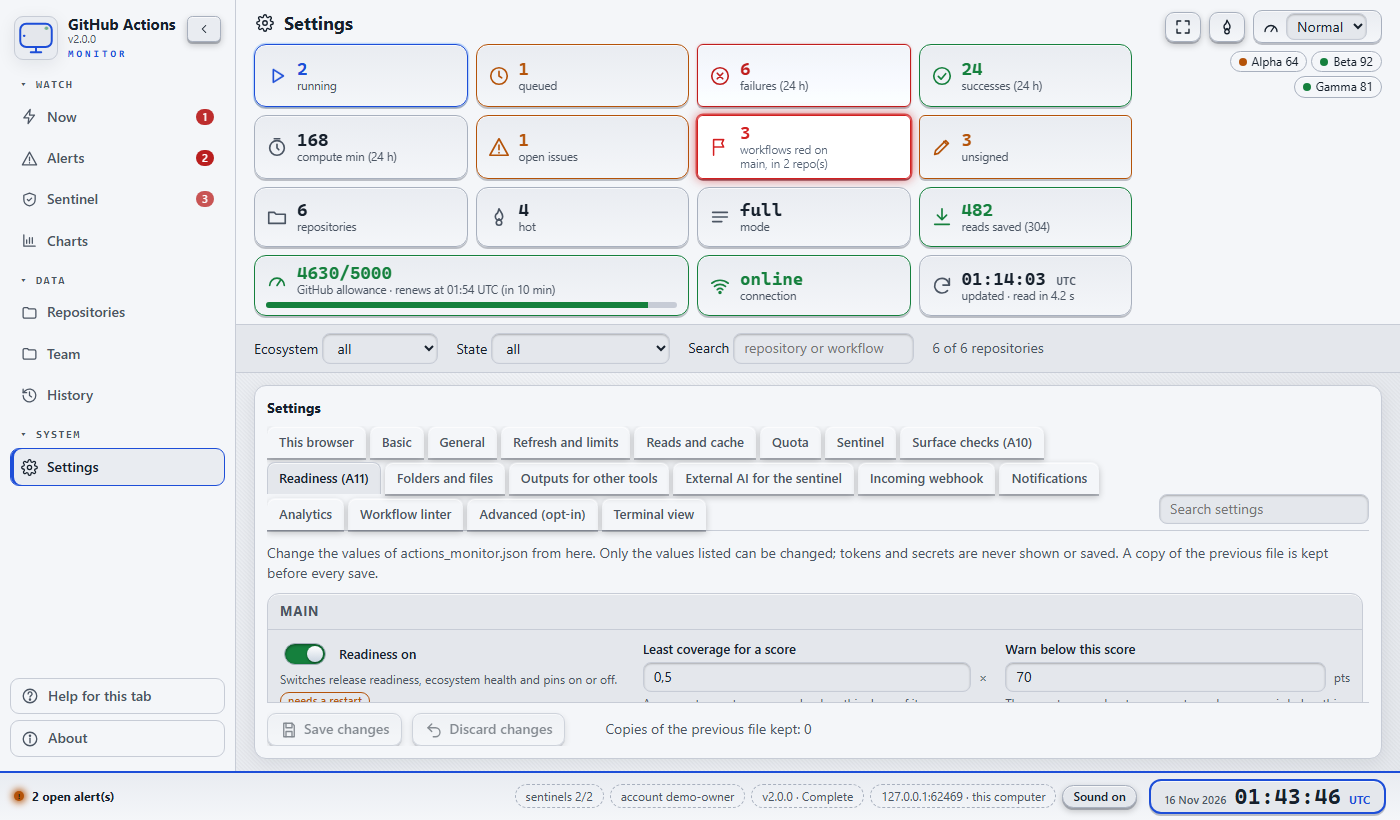 GitHub Actions
v2.0.0
MONITOR
WATCH
Now 1
Alerts 2
Sentinel 3
Charts
DATA
Repositories
Team
History
SYSTEM
Settings
Help for this tab
About
Settings
Normal
Alpha 64
Beta 92
Gamma 81
2
running
1
queued
6
failures (24 h)
24
successes (24 h)
168
compute min (24 h)
1
open issues
3
workflows red on
main, in 2 repo(s)
3
unsigned
6
repositories
4
hot
full
mode
482
reads saved (304)
4630/5000
GitHub allowance · renews at 01:54 UTC (in 10 min)
online
connection
01:14:03 UTC
updated · read in 4.2 s
Ecosystem all State all Search repository or workflow 6 of 6 repositories
Settings
This browser Basic General Refresh and limits Reads and cache Quota Sentinel Surface checks (A10)
Readiness (A11) Folders and files Outputs for other tools External AI for the sentinel Incoming webhook Notifications
Analytics Workflow linter Advanced (opt-in) Terminal view
Search settings
Change the values of actions_monitor.json from here. Only the values listed can be changed; tokens and secrets are never shown or saved. A copy of the previous file is kept
before every save.
MAIN
Readiness on
Switches release readiness, ecosystem health and pins on or off.
needs a restart
Least coverage for a score
0,5 ×
Warn below this score
70 pts
Save changes Discard changes Copies of the previous file kept: 0
2 open alert(s)
sentinels 2/2
account demo-owner
v2.0.0 · Complete
127.0.0.1:62469 · this computer
Sound on
16 Nov 2026 01:43:46 UTC